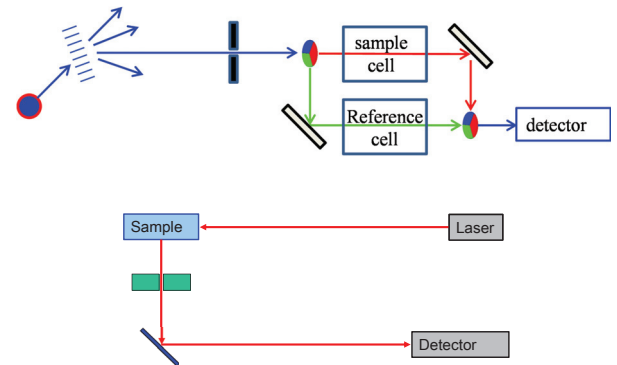 sample
cell
Reference
cell
detector
Sample
Laser
Detector